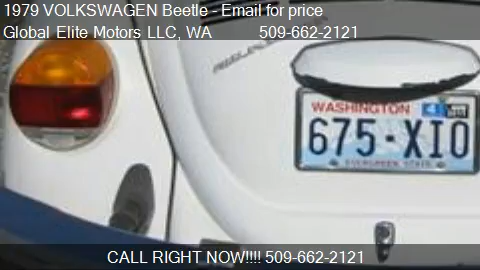 1979 VOLKSWAGEN Beetle - Email for price
Global Elite Motors LLC, WA 509-662-2121
WASHINGTON 4
675-XIO
EVERGREEN STATE
CALL RIGHT NOW!!!! 509-662-2121